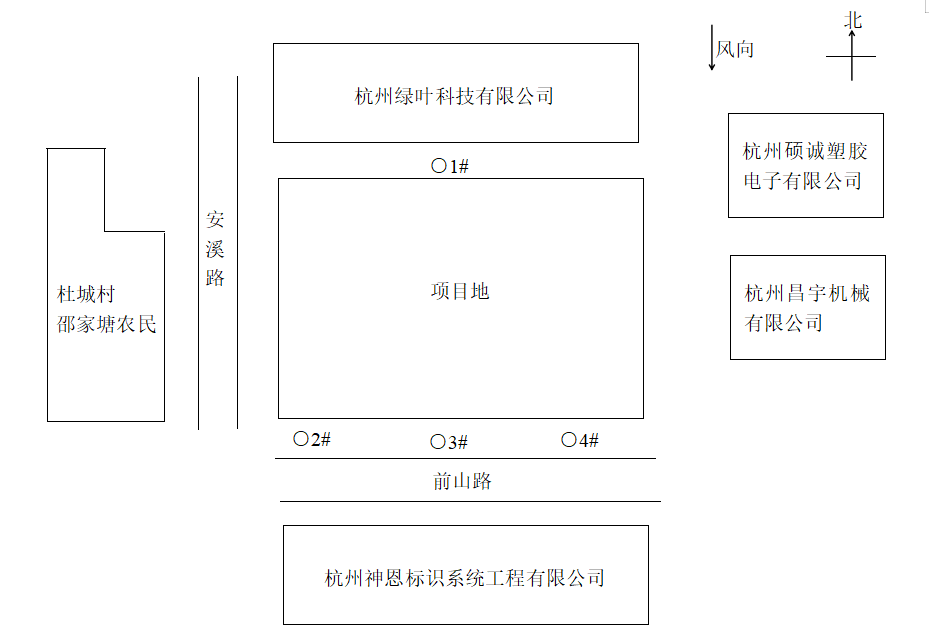 北
风向
杭州绿叶科技有限公司
杭州硕诚塑胶
电子有限公司
○1#
安
溪
路
项目地
杜城村
邵家塘农民
杭州昌宇机械
有限公司
○2#
○3#
○4#
前山路
杭州神恩标识系统工程有限公司